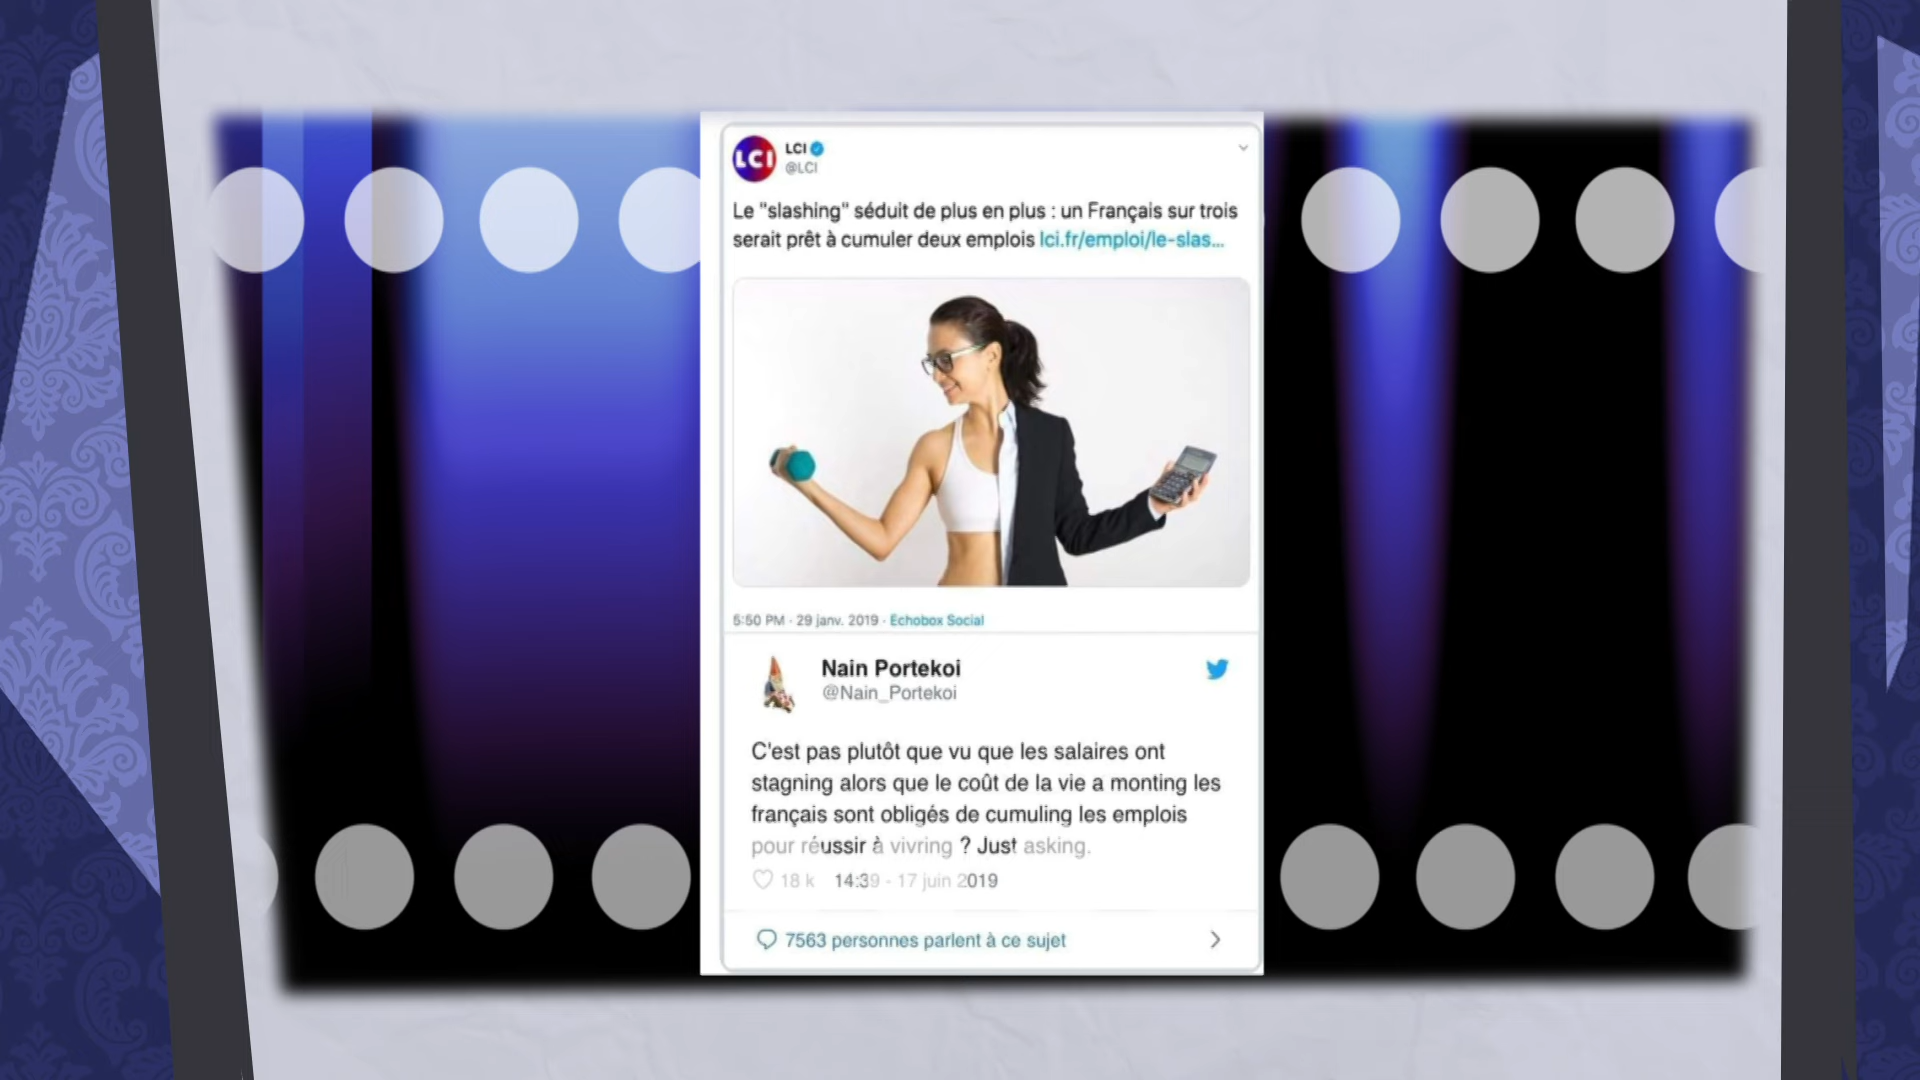 LCI
LCI
@LCI
Le "slashing" séduit de plus en plus : un Français sur trois
serait prêt à cumuler deux emplois lci.fr/emploi/le-slas...
5:50 PM · 29 janv. 2019 · Echobox Social
Nain Portekoi
@Nain_Portekoi
C'est pas plutôt que vu que les salaires ont
stagning alors que le coût de la vie a monting les
français sont obligés de cumuling les emplois
pour réussir à vivring ? Just asking.
18 k 14:39 - 17 juin 2019
7563 personnes parlent à ce sujet